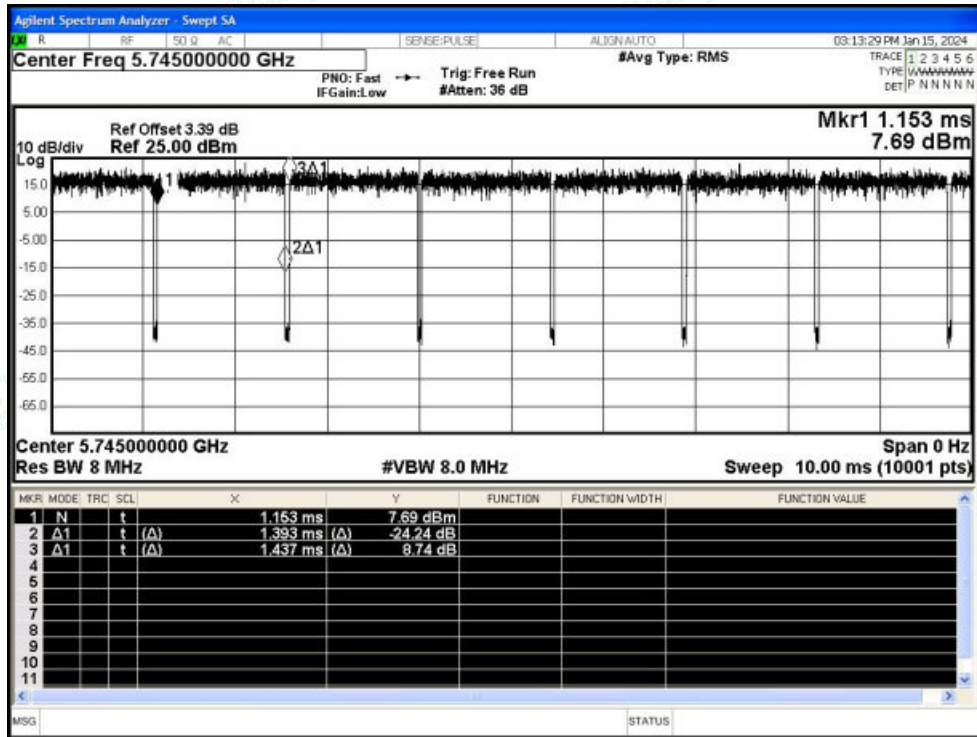 Agilent Spectrum Analyzer - Swept SA
R RF 50 Ω AC SENSE:PULSE ALIGN AUTO 03:13:29 PM Jan 15, 2024
Center Freq 5.745000000 GHz #Avg Type: RMS TRACE 1 2 3 4 5 6
PNO: Fast Trig: Free Run TYPE
IFGain:Low #Atten: 36 dB DET P N N N N N
Mkr1 1.153 ms
Ref Offset 3.39 dB
10 dB/div Ref 25.00 dBm 7.69 dBm
Log
15.0
5.00
-5.00
-15.0
-25.0
-35.0
-45.0
-55.0
-65.0
1
3Δ1
2Δ1
Center 5.745000000 GHz Span 0 Hz
Res BW 8 MHz #VBW 8.0 MHz Sweep 10.00 ms (10001 pts)
MKR MODE TRC SCL X Y FUNCTION FUNCTION WIDTH FUNCTION VALUE
1 N t 1.153 ms 7.69 dBm
2 Δ1 t (Δ) 1.393 ms (Δ) -24.24 dB
3 Δ1 t (Δ) 1.437 ms (Δ) 8.74 dB
4
5
6
7
8
9
10
11
MSG STATUS